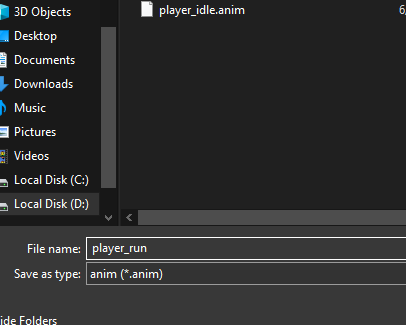 3D Objects
player_idle.anim
6
Desktop
Documents
Downloads
Music
Pictures
Videos
Local Disk (C:)
Local Disk (D:)
File name: player_run
Save as type: anim (*.anim)
ide Folders